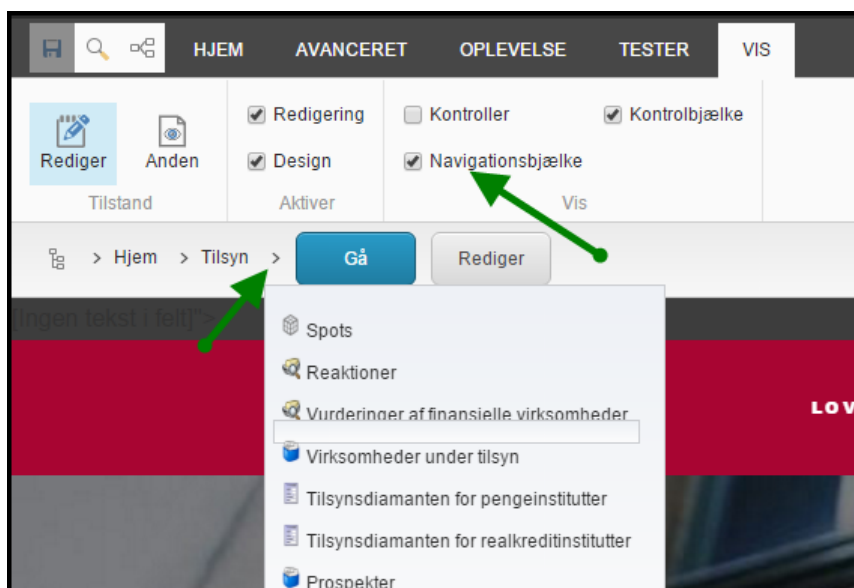 HJEM AVANCERET OPLEVELSE TESTER VIS
Redigering Kontroller Kontrolbjælke
Rediger Anden Design Navigationsbjælke
Tilstand Aktiver Vis
> Hjem > Tilsyn > Gå Rediger
[Ingen tekst i felt]">
Spots
Reaktioner
LOV
Vurderinger af finansielle virksomheder
Virksomheder under tilsyn
Tilsynsdiamanten for pengeinstitutter
Tilsynsdiamanten for realkreditinstitutter
Prospekter